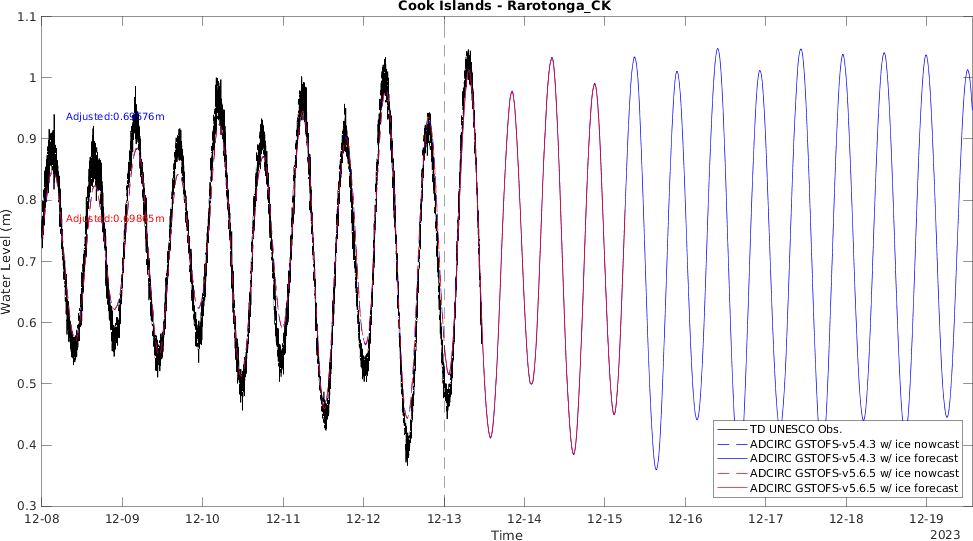 Cook Islands - Rarotonga_CK
1.1
1
0.9
0.8
0.7
0.6
0.5
0.4
0.3
Water Level (m)
Adjusted:0.69676m
TD UNESCO Obs.
ADCIRC GSTOFS-v5.4.3 w/ ice nowcast
ADCIRC GSTOFS-v5.4.3 w/ ice forecast
ADCIRC GSTOFS-v5.6.5 w/ ice nowcast
ADCIRC GSTOFS-v5.6.5 w/ ice forecast
12-08 12-09 12-10 12-11 12-12 12-13 12-14 12-15 12-16 12-17 12-18 12-19
Time
2023